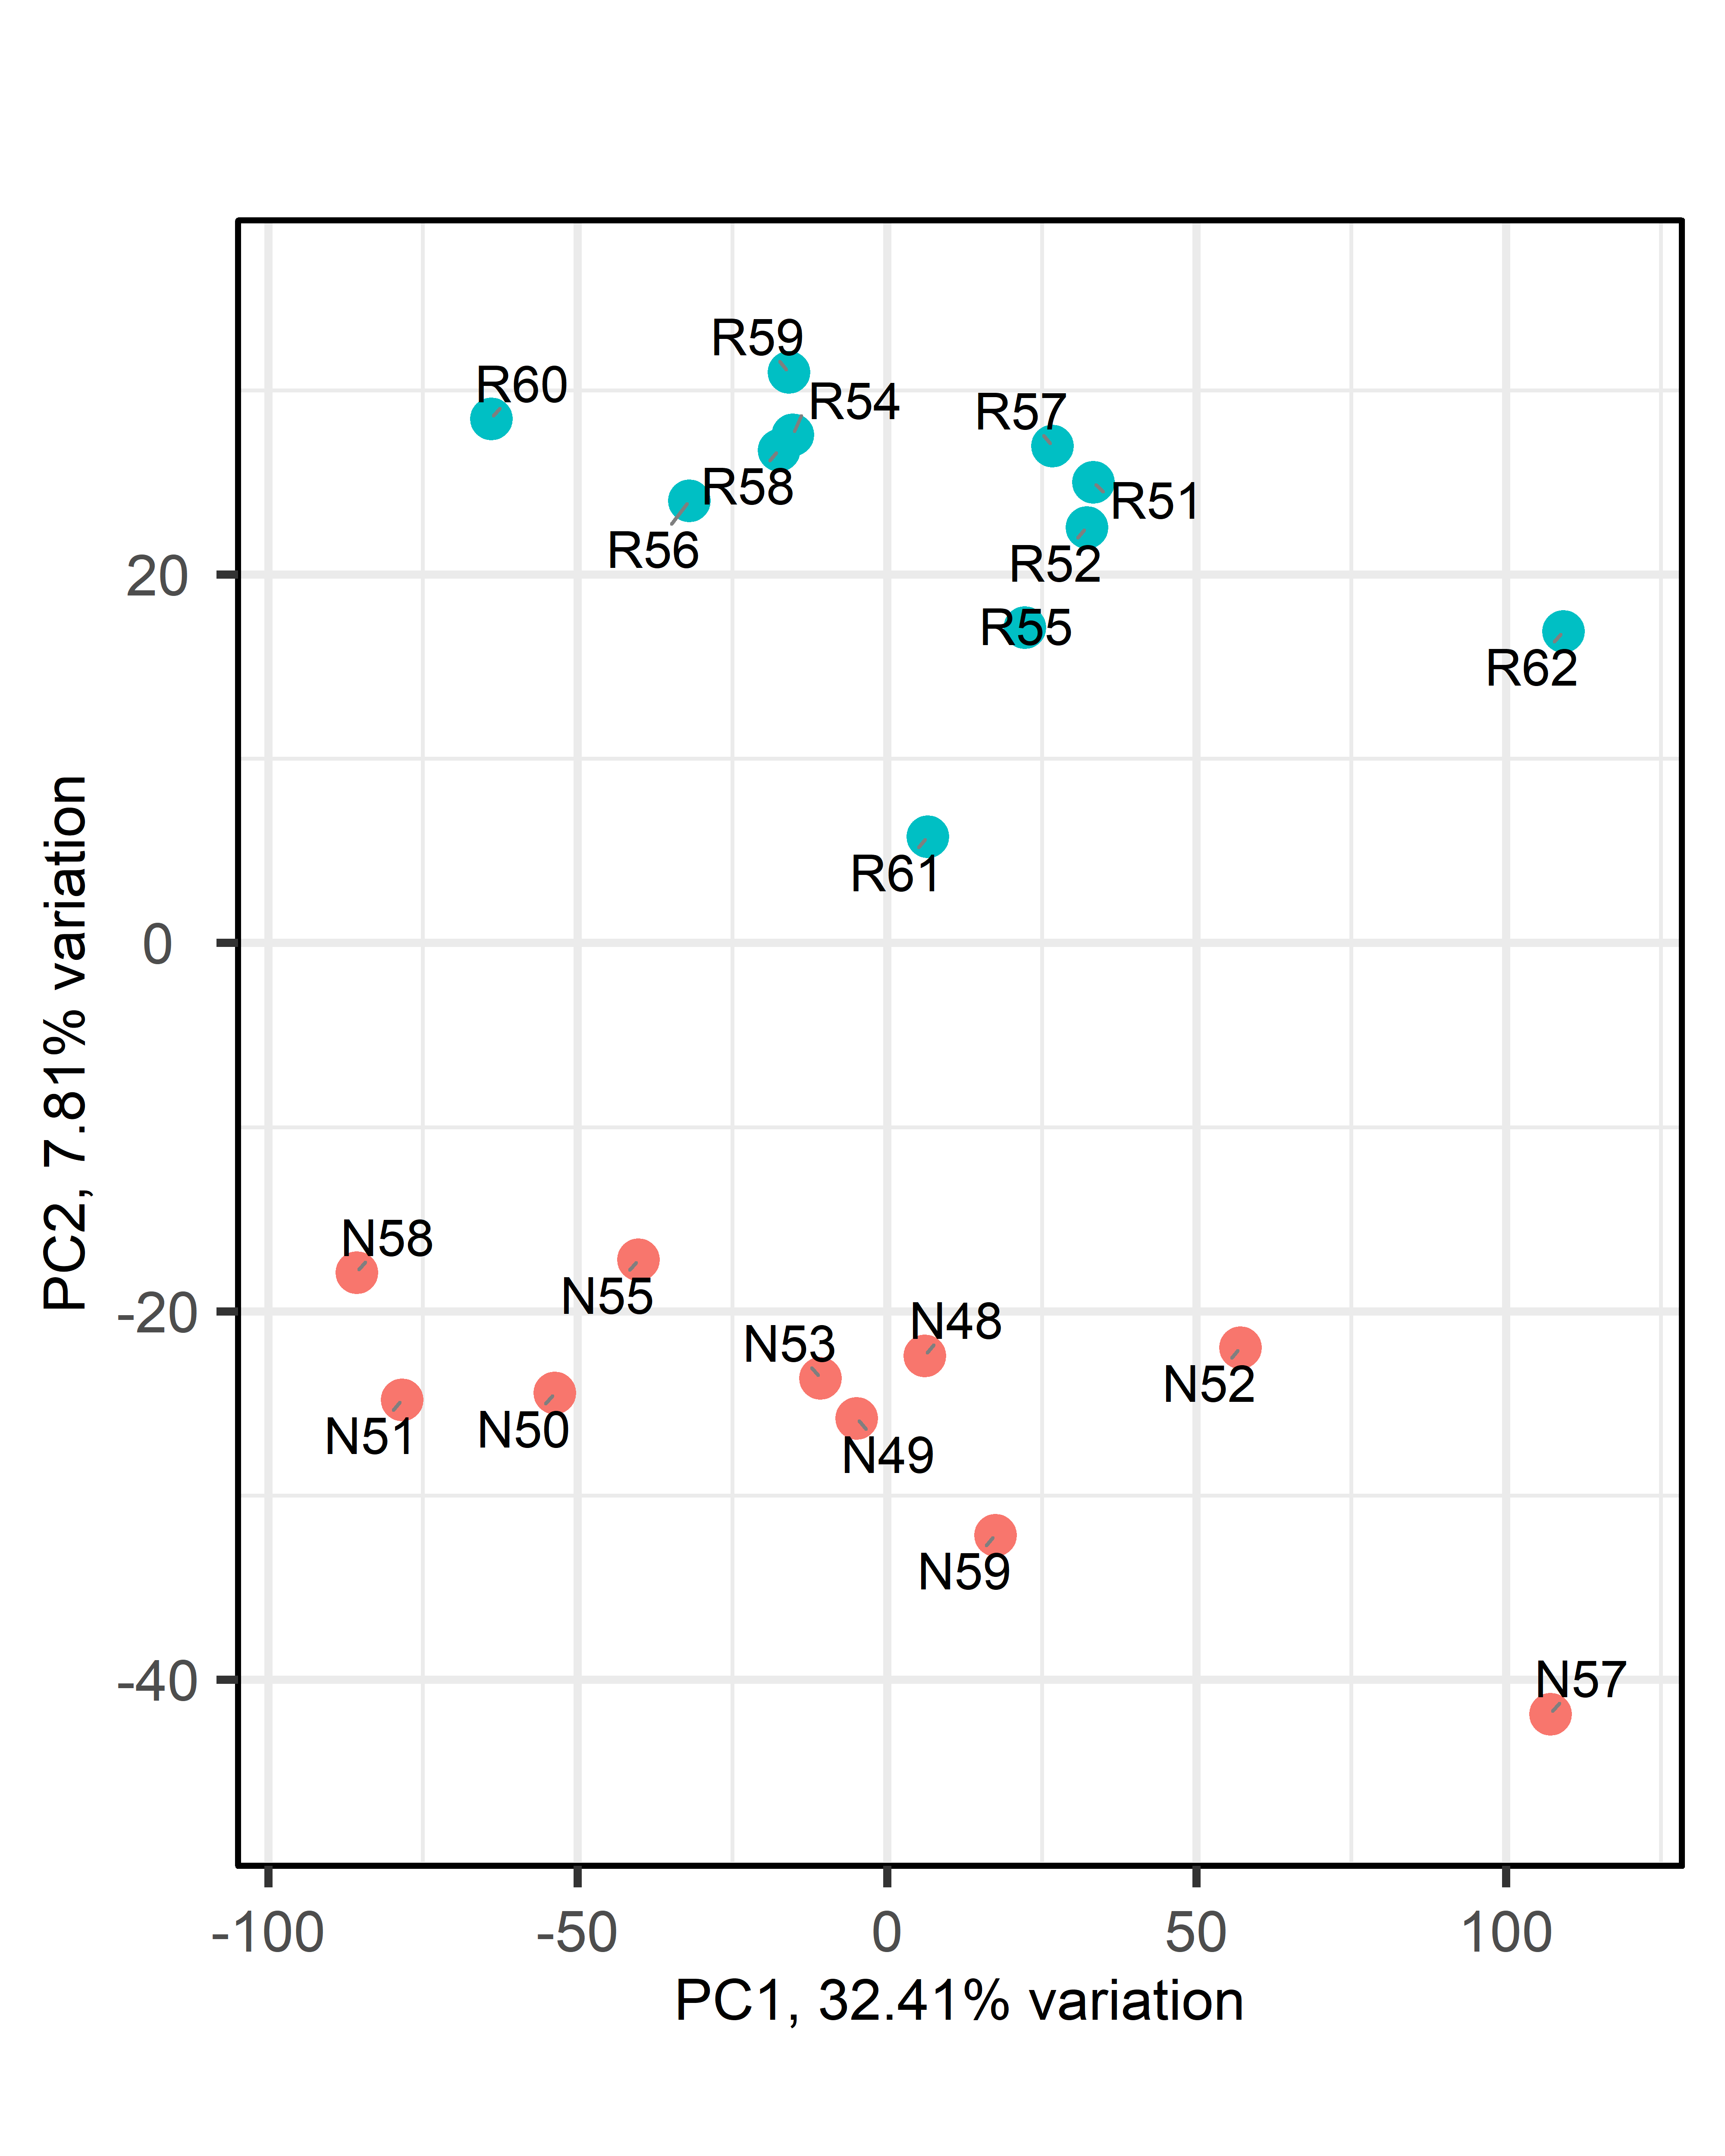 R59
R60
R54
R57
R58
R51
R56
R52
20
R55
R62
R61
0
PC2, 7.81% variation
N58
N55
-20
N48
N53
N52
N51
N50
N49
N59
-40
N57
-100
-50
0
50
100
PC1, 32.41% variation